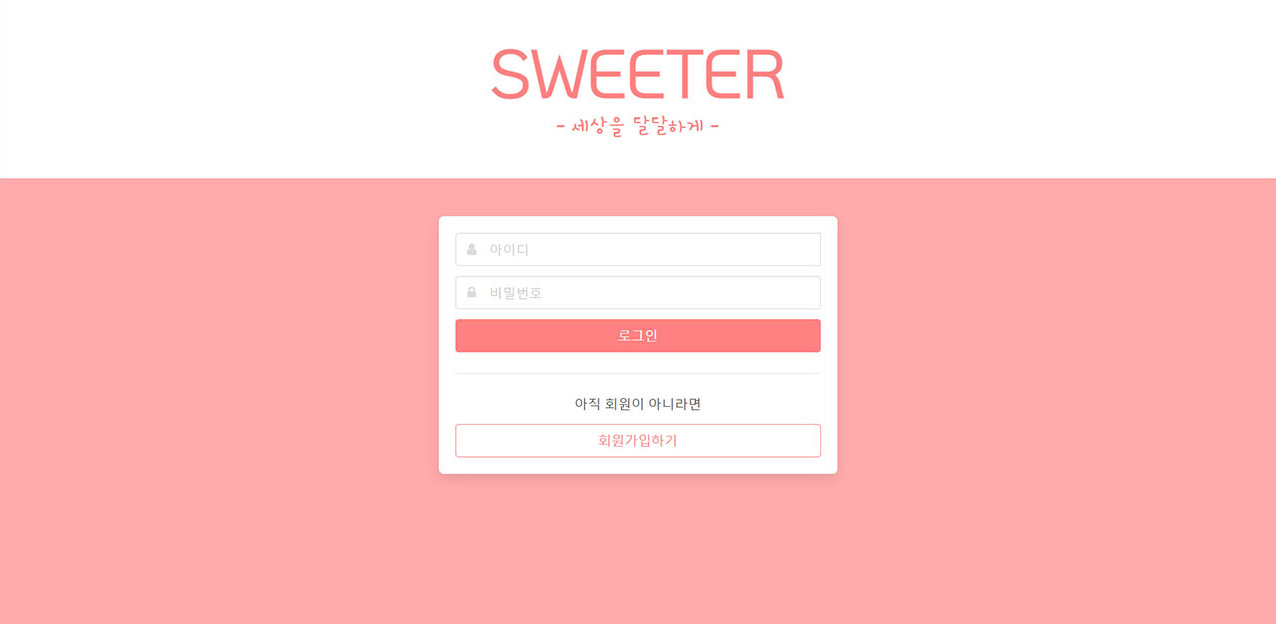 SWEETER
- 세상을 달달하게 -
아이디
비밀번호
로그인
아직 회원이 아니라면
회원가입하기